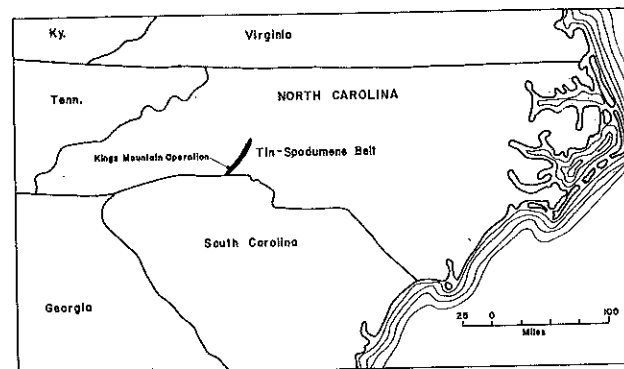 Ky.
Virginia
Tenn.
NORTH CAROLINA
Kings Mountain Operation
Tin-Spodumene Belt
South Carolina
Georgia
25 0 100
Miles